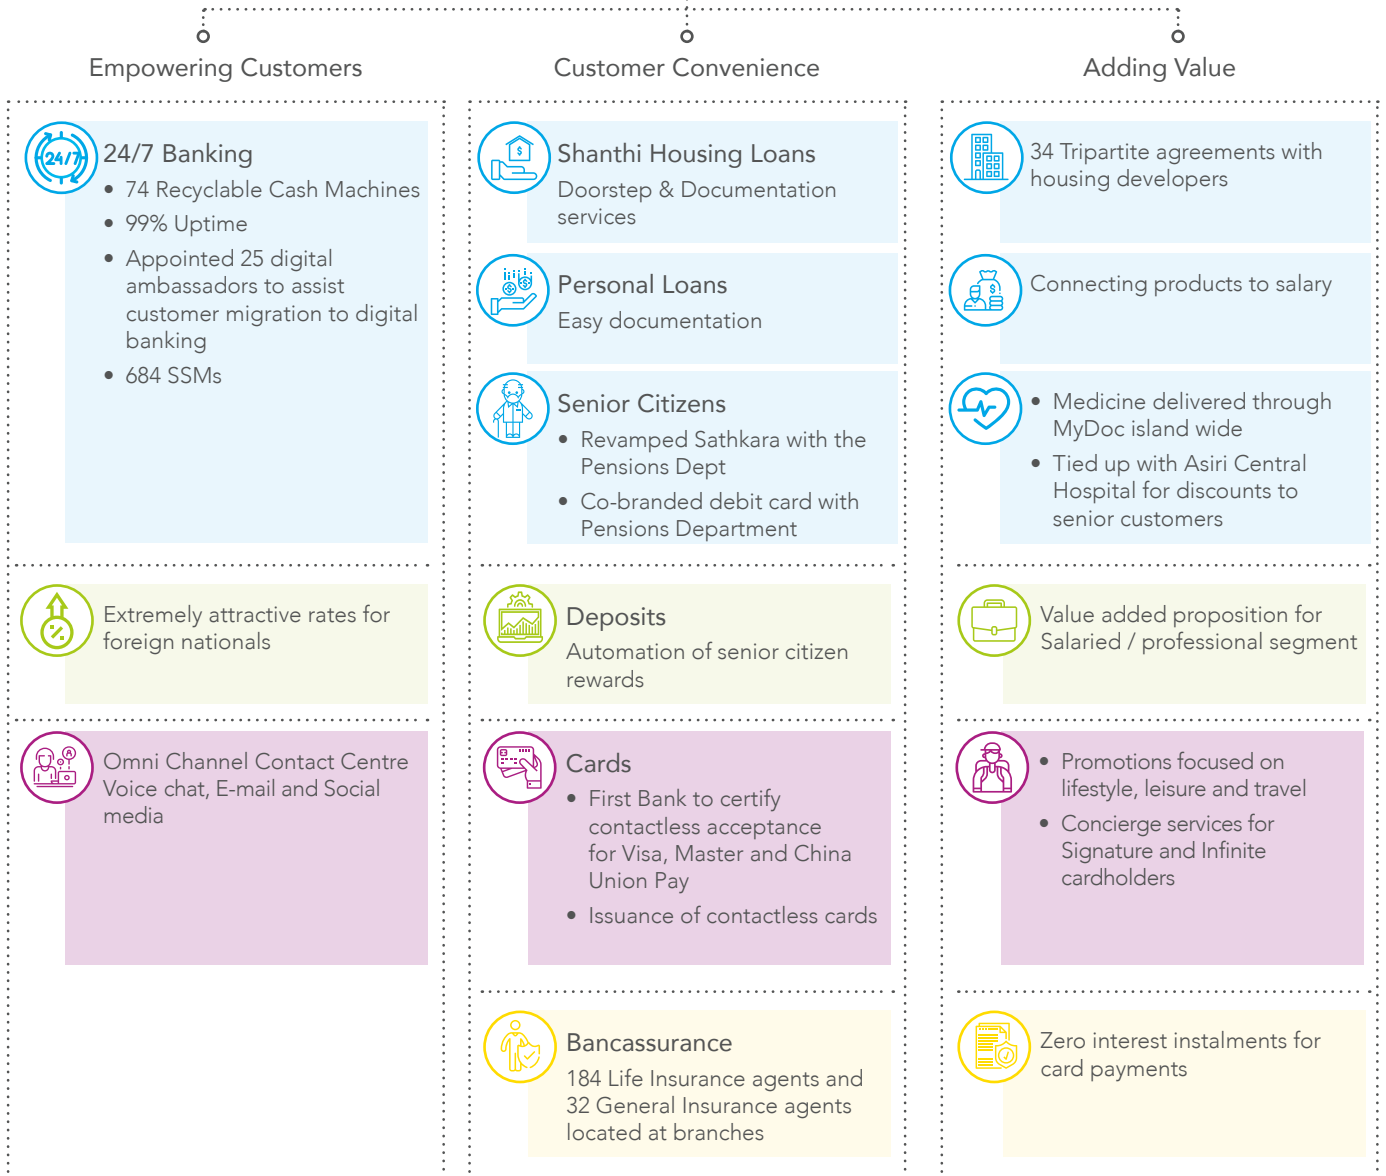 Empowering Customers
24/7
24/7 Banking
• 74 Recyclable Cash Machines
• 99% Uptime
• Appointed 25 digital
ambassadors to assist
customer migration to digital
banking
• 684 SSMs
Extremely attractive rates for
foreign nationals
Omni Channel Contact Centre
Voice chat, E-mail and Social
media
Customer Convenience
Shanthi Housing Loans
Doorstep & Documentation
services
Personal Loans
Easy documentation
Senior Citizens
• Revamped Sathkara with the
Pensions Dept
• Co-branded debit card with
Pensions Department
Deposits
Automation of senior citizen
rewards
Cards
• First Bank to certify
contactless acceptance
for Visa, Master and China
Union Pay
• Issuance of contactless cards
Bancassurance
184 Life Insurance agents and
32 General Insurance agents
located at branches
Adding Value
34 Tripartite agreements with
housing developers
Connecting products to salary
• Medicine delivered through
MyDoc island wide
• Tied up with Asiri Central
Hospital for discounts to
senior customers
Value added proposition for
Salaried / professional segment
• Promotions focused on
lifestyle, leisure and travel
• Concierge services for
Signature and Infinite
cardholders
Zero interest instalments for
card payments